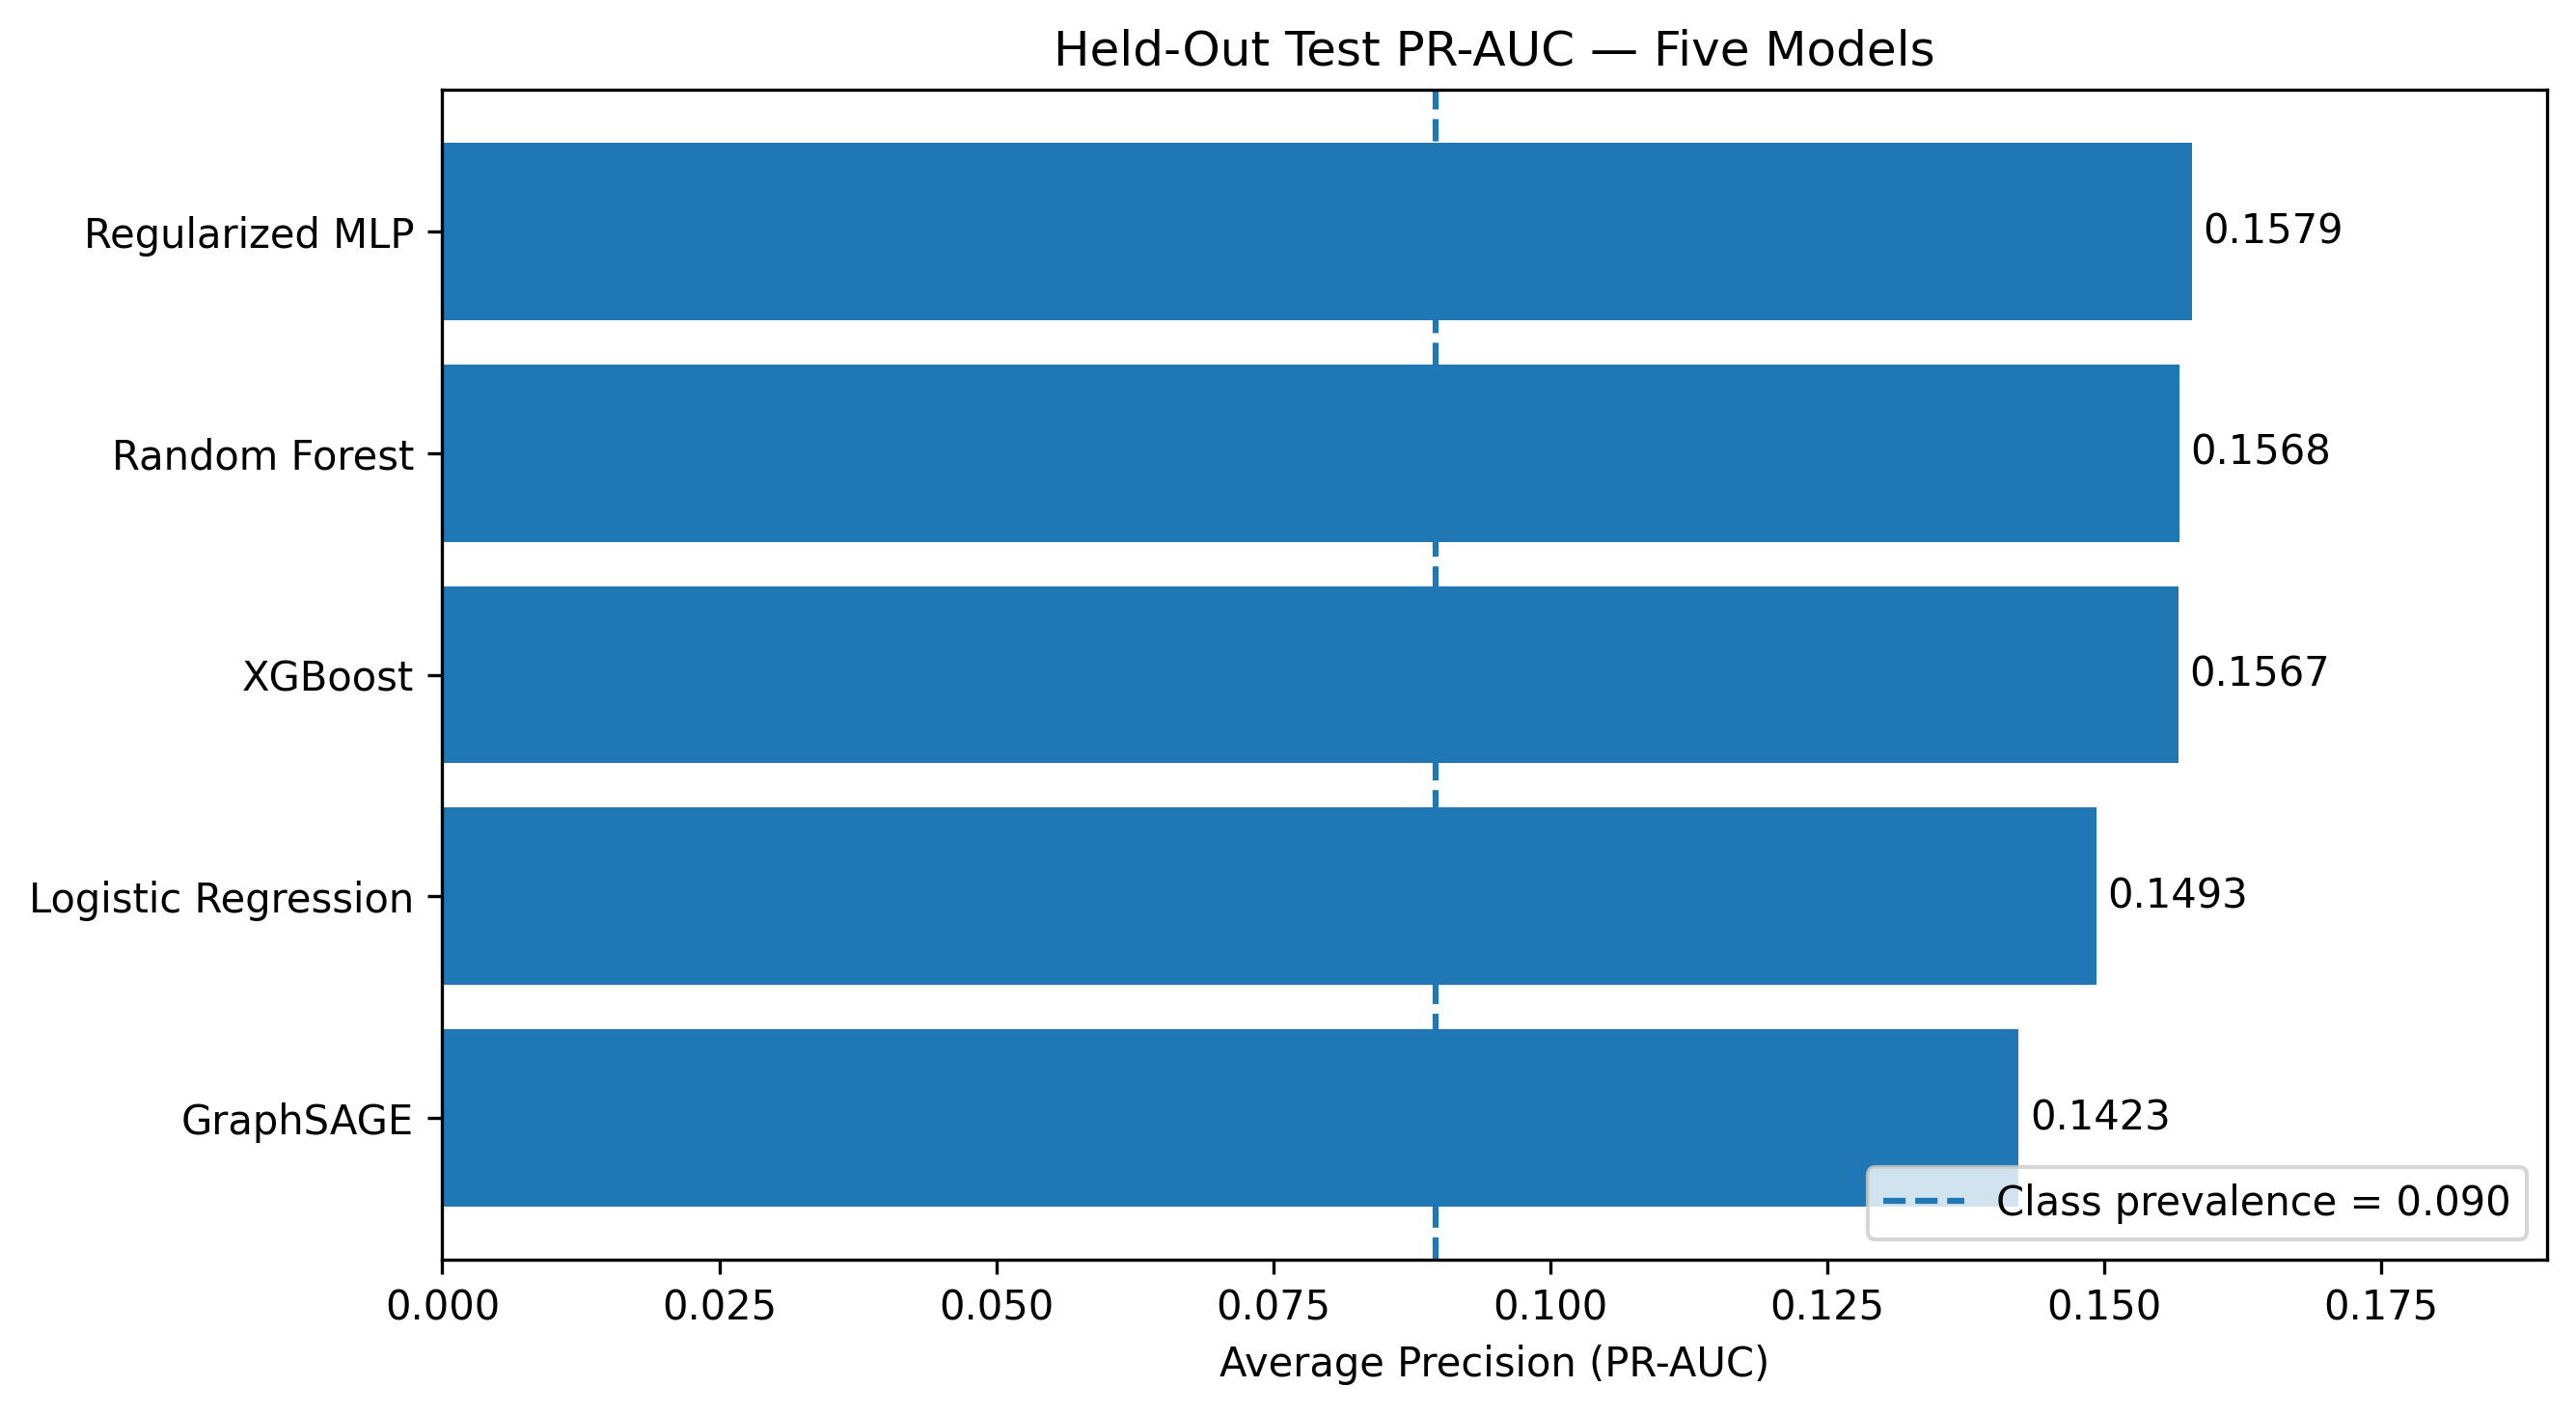 Held-Out Test PR-AUC — Five Models
Regularized MLP
0.1579
Random Forest
0.1568
XGBoost
0.1567
Logistic Regression
0.1493
GraphSAGE
0.1423
Class prevalence = 0.090
0.000 0.025 0.050 0.075 0.100 0.125 0.150 0.175
Average Precision (PR-AUC)